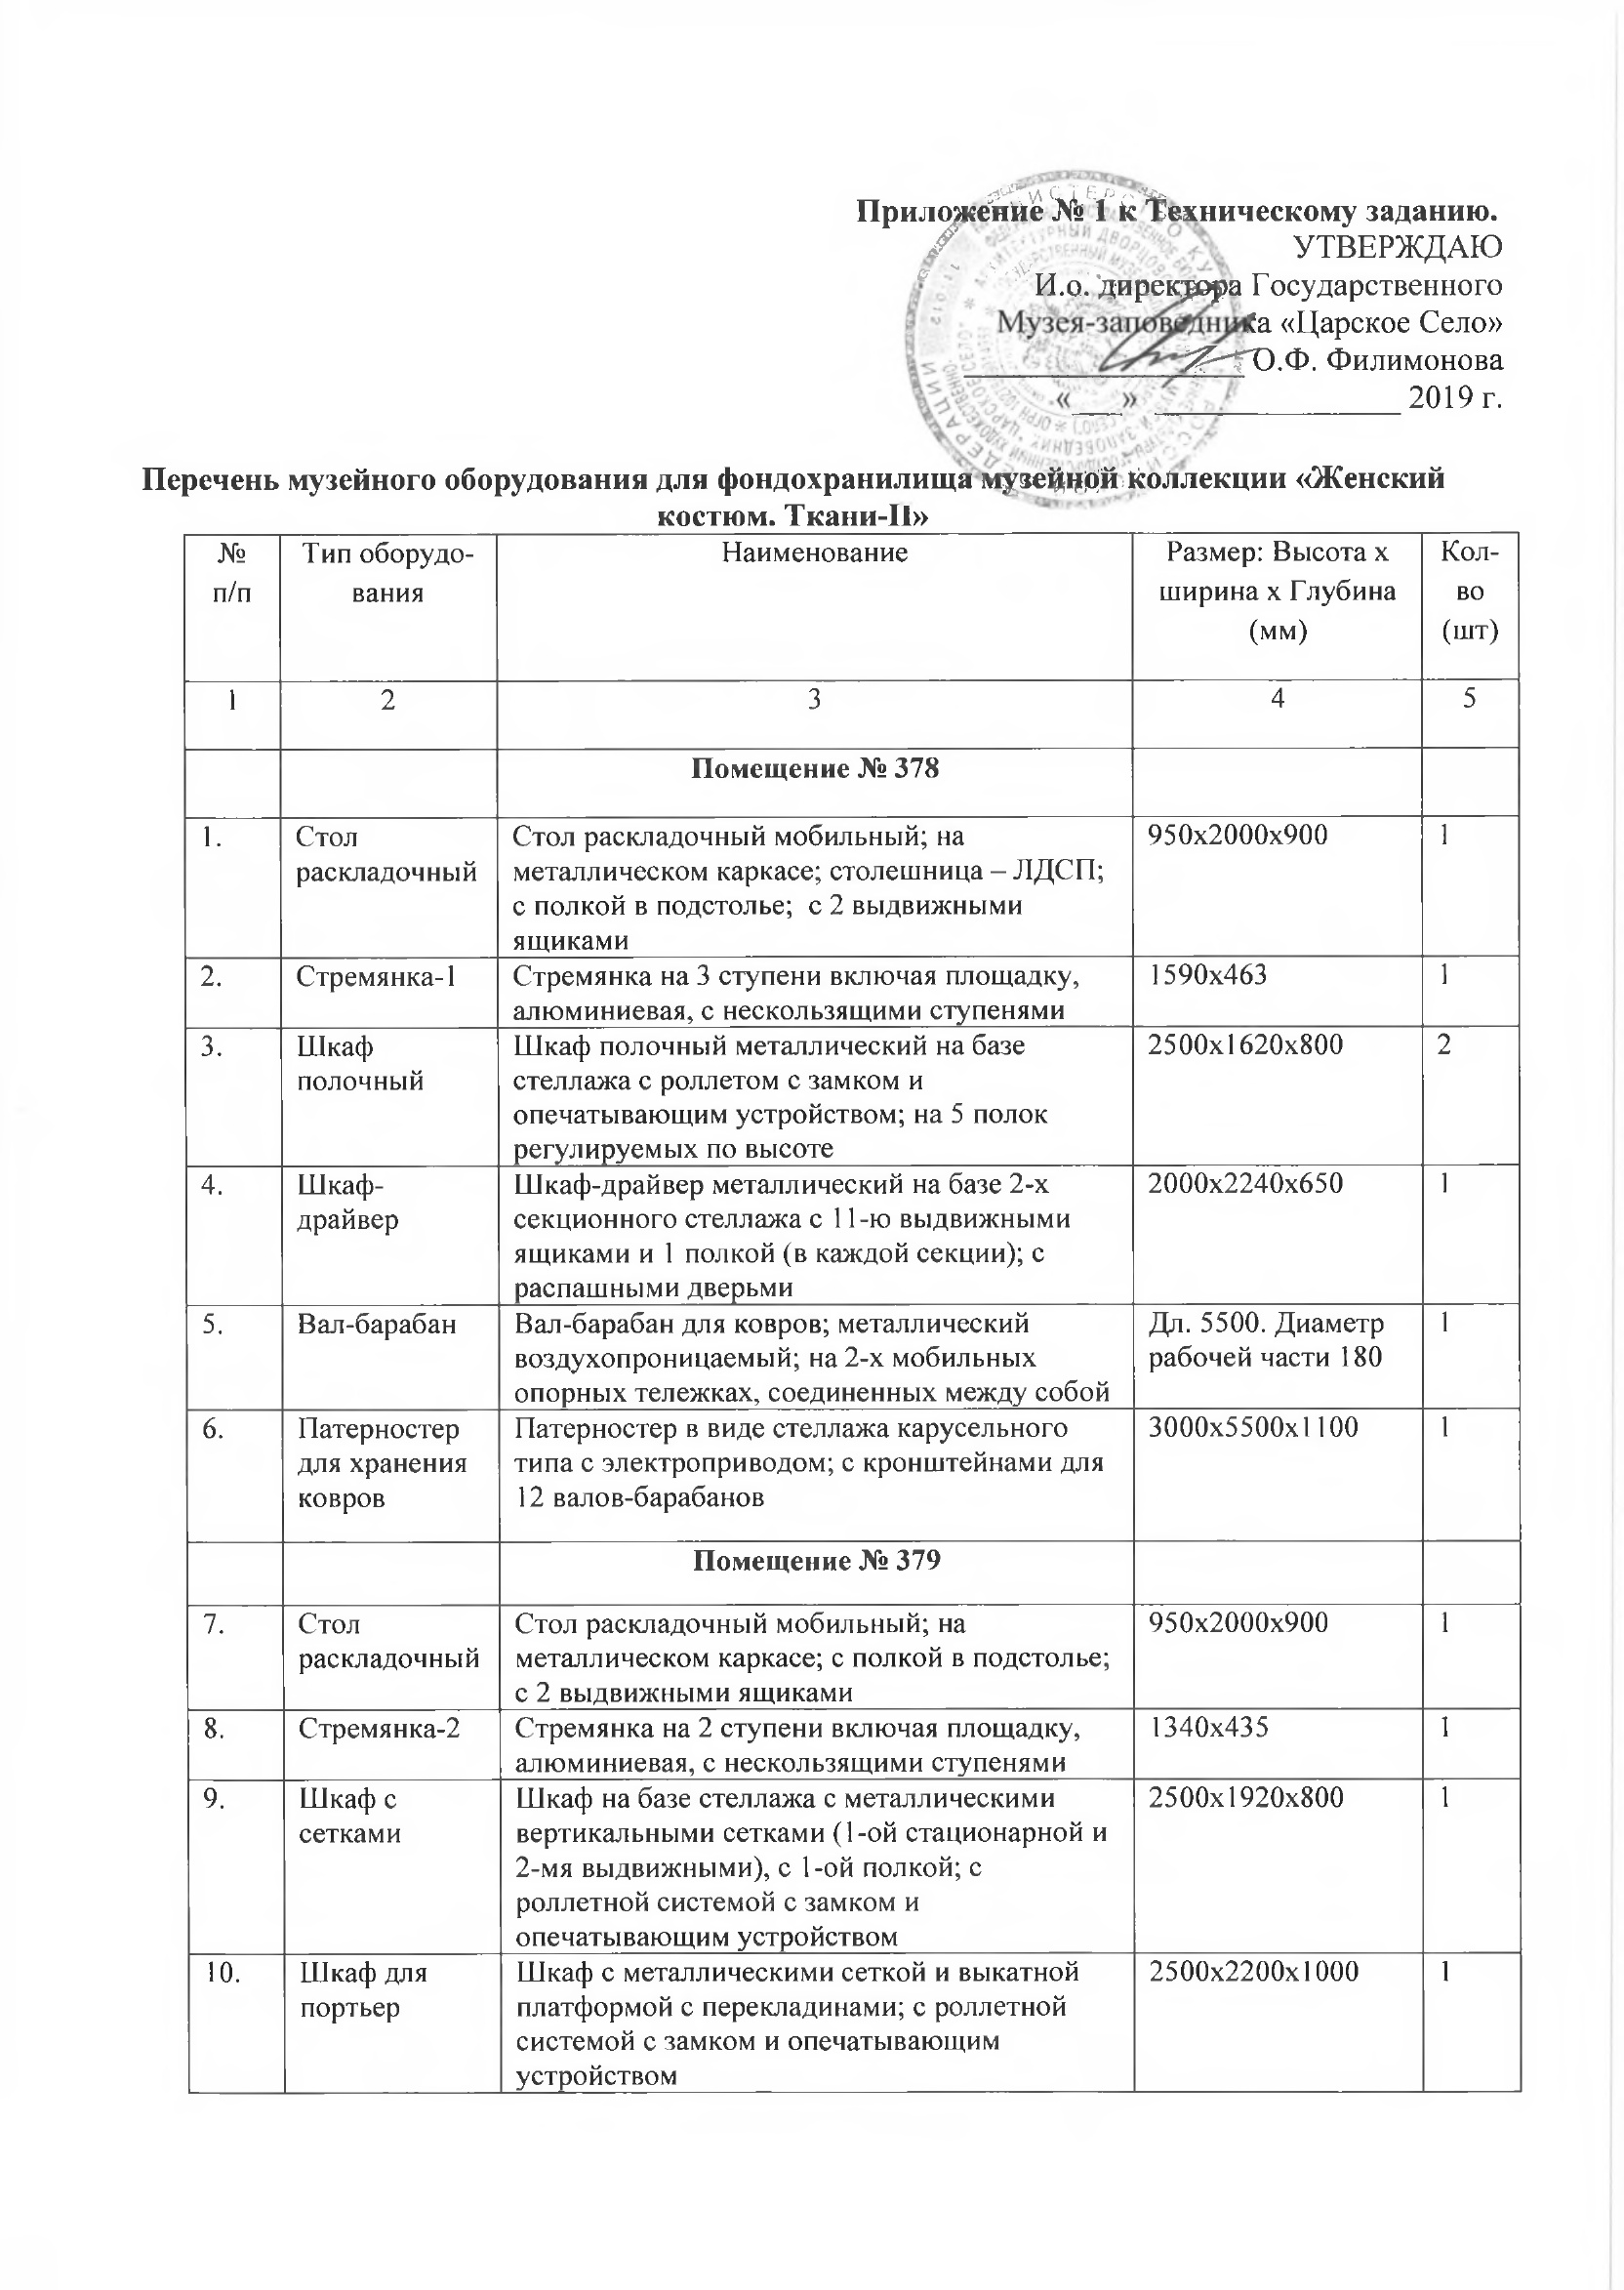 Приложение № 1 к Техническому заданию.
УТВЕРЖДАЮ
И.о. директора Государственного
Музея-заповедника «Царское Село»
О.Ф. Филимонова
«___» _______________ 2019 г.
Перечень музейного оборудования для фондохранилища музейной коллекции «Женский
костюм. Ткани-II»
№ п/п
Тип оборудо-
вания
Наименование
Размер: Высота х
ширина х Глубина
(мм)
Кол-
во
(шт)
1 2 3 4 5
Помещение № 378
1.
Стол
раскладочный
Стол раскладочный мобильный; на
металлическом каркасе; столешница – ЛДСП;
с полкой в подстолье; с 2 выдвижными
ящиками
950х2000х900
1
2.
Стремянка-1
Стремянка на 3 ступени включая площадку,
алюминиевая, с нескользящими ступенями
1590х463
1
3.
Шкаф
полочный
Шкаф полочный металлический на базе
стеллажа с роллетом с замком и
опечатывающим устройством; на 5 полок
регулируемых по высоте
2500х1620х800
2
4.
Шкаф-
драйвер
Шкаф-драйвер металлический на базе 2-х
секционного стеллажа с 11-ю выдвижными
ящиками и 1 полкой (в каждой секции); с
распашными дверьми
2000х2240х650
1
5.
Вал-барабан
Вал-барабан для ковров; металлический
воздухопроницаемый; на 2-х мобильных
опорных тележках, соединенных между собой
Дл. 5500. Диаметр
рабочей части 180
1
6.
Патерностер
для хранения
ковров
Патерностер в виде стеллажа карусельного
типа с электроприводом; с кронштейнами для
12 валов-барабанов
3000х5500х1100
1
Помещение № 379
7.
Стол
раскладочный
Стол раскладочный мобильный; на
металлическом каркасе; с полкой в подстолье;
с 2 выдвижными ящиками
950х2000х900
1
8.
Стремянка-2
Стремянка на 2 ступени включая площадку,
алюминиевая, с нескользящими ступенями
1340х435
1
9.
Шкаф с
сетками
Шкаф на базе стеллажа с металлическими
вертикальными сетками (1-ой стационарной и
2-мя выдвижными), с 1-ой полкой; с
роллетной системой с замком и
опечатывающим устройством
2500х1920х800
1
10.
Шкаф для
портьер
Шкаф с металлическими сеткой и выкатной
платформой с перекладинами; с роллетной
системой с замком и опечатывающим
устройством
2500х2200х1000
1